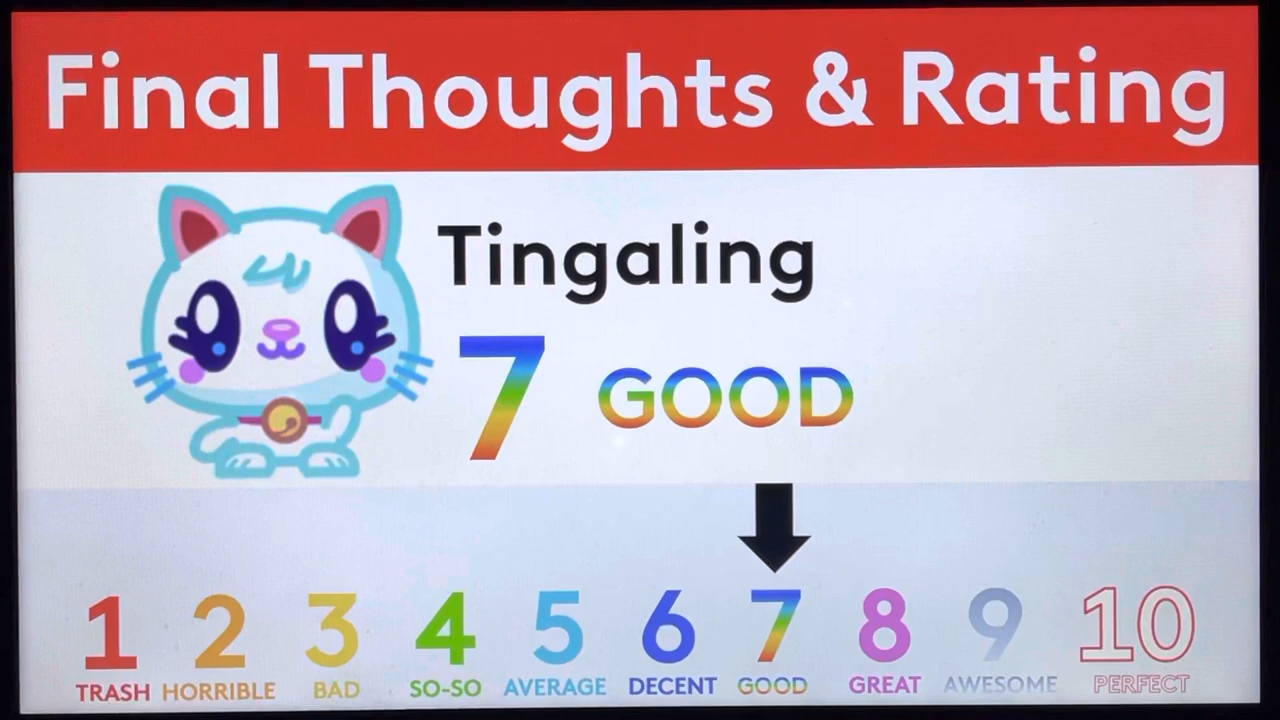 Final Thoughts & Rating
Tingaling
7 GOOD
1 2 3 4 5 6 7 8 9 10
TRASH HORRIBLE BAD SO-SO AVERAGE DECENT GOOD GREAT AWESOME PERFECT